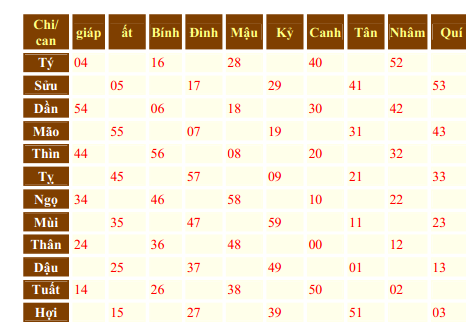 Chi/ can giáp ất Bính Đinh Mậu Kỷ Canh Tân Nhâm Quí
Tý 04 16 28 40 52
Sửu 05 17 29 41 53
Dần 54 06 18 30 42
Mão 55 07 19 31 43
Thìn 44 56 08 20 32
Tỵ 45 57 09 21 33
Ngọ 34 46 58 10 22
Mùi 35 47 59 11 23
Thân 24 36 48 00 12
Dậu 25 37 49 01 13
Tuất 14 26 38 50 02
Hợi 15 27 39 51 03